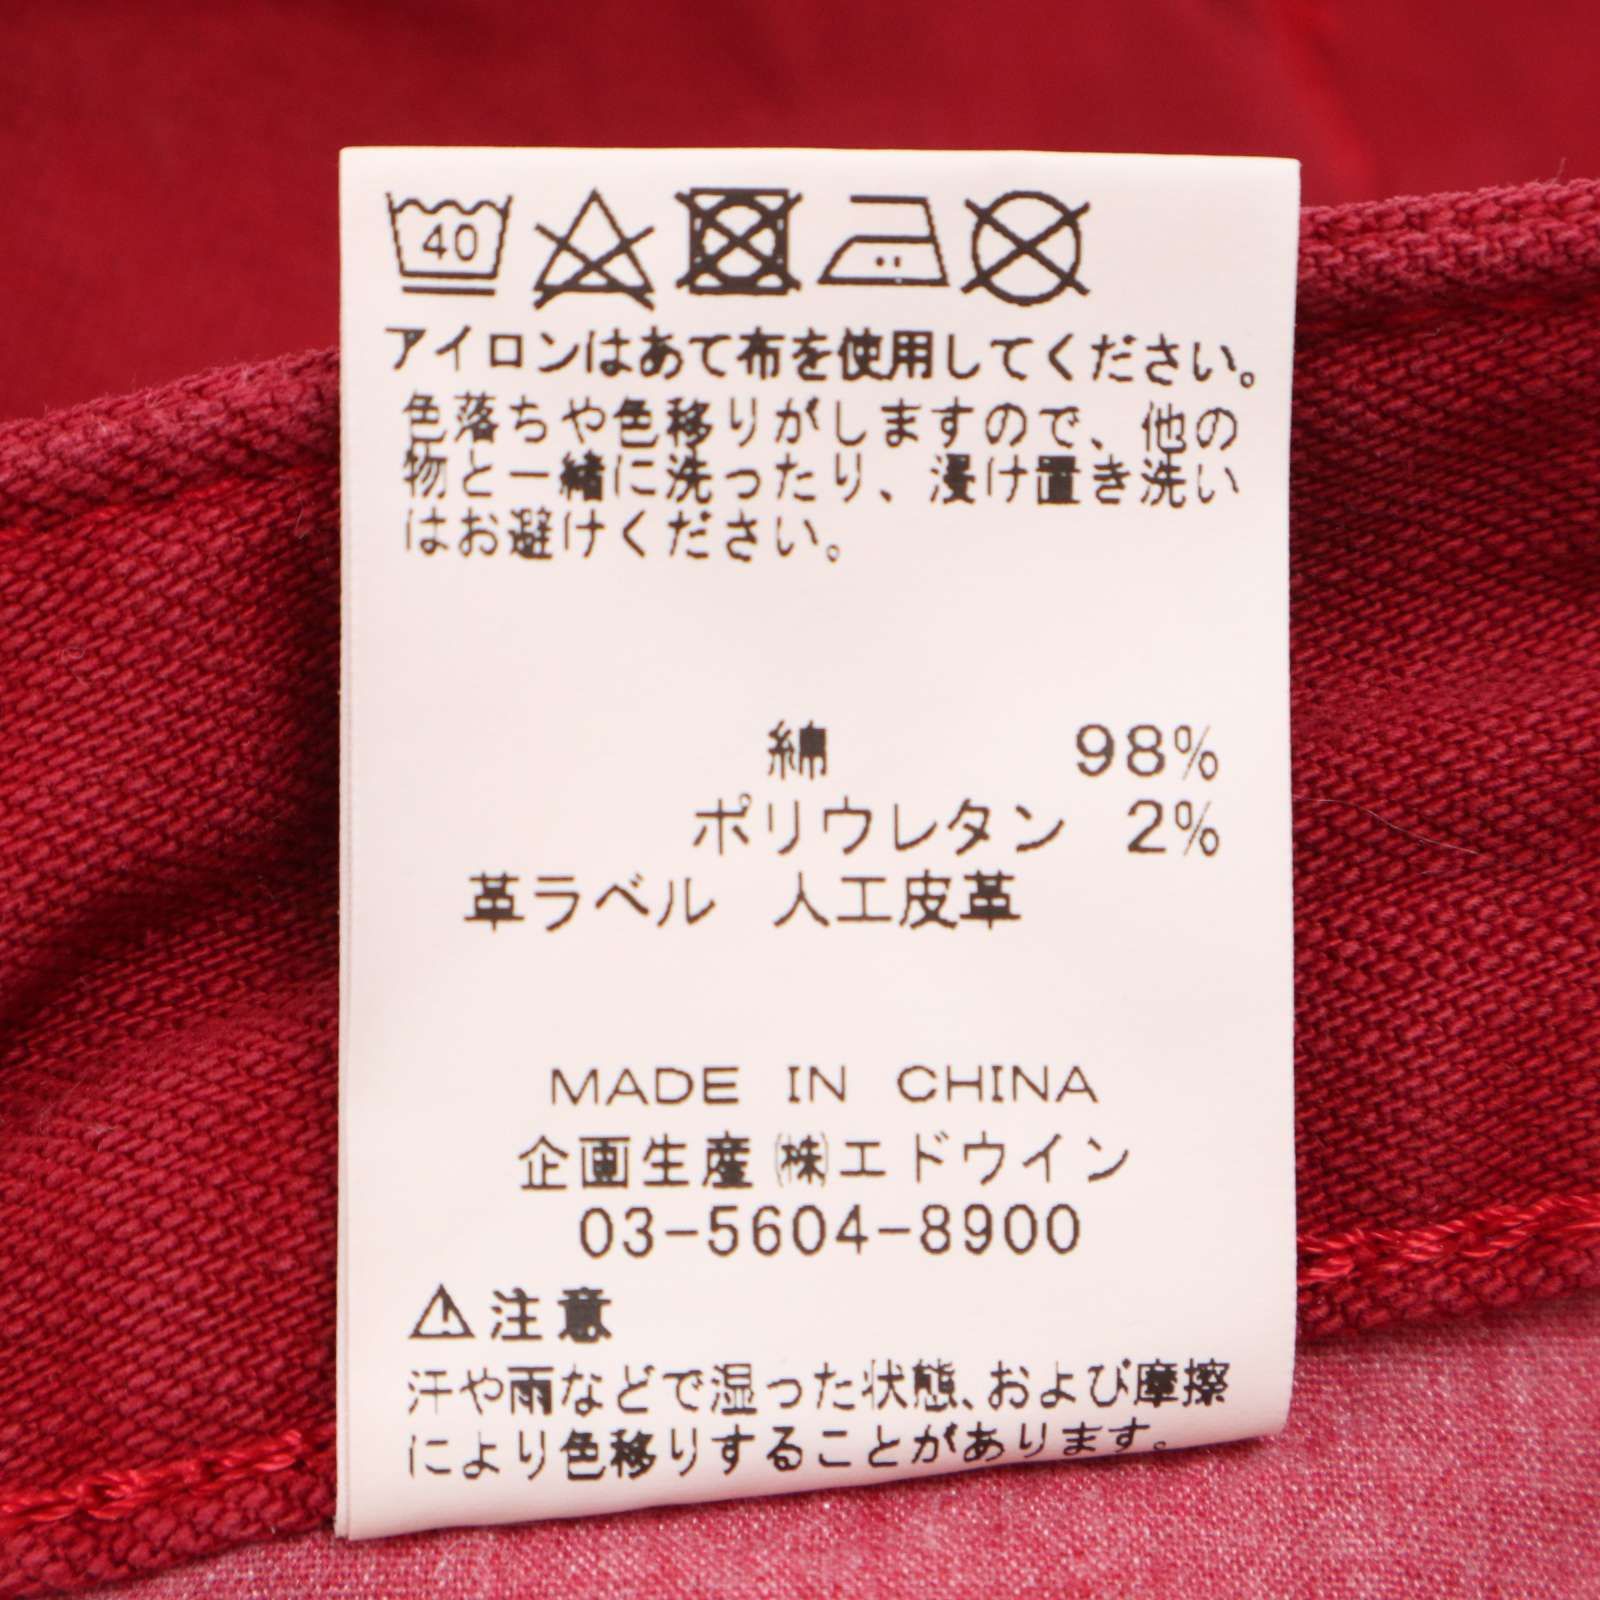 40
アイロンはあて布を使用してください。
色落ちや色移りがしますので、他の
物と一緒に洗ったり、浸け置き洗い
はお避けください。
綿 98%
ポリウレタン 2%
革ラベル 人工皮革
MADE IN CHINA
企画生産㈱エドウイン
03-5604-8900
⚠注意
汗や雨などで湿った状態、および摩擦
により色移りすることがあります。